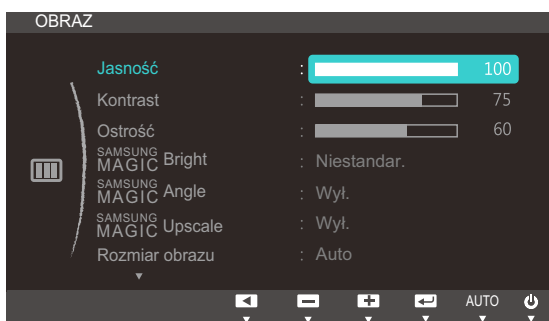 OBRAZ
Jasność : 100
Kontrast : 75
Ostrość : 60
SAMSUNG MAGIC Bright : Niestandar.
SAMSUNG MAGIC Angle : Wył.
SAMSUNG MAGIC Upscale : Wył.
Rozmiar obrazu : Auto
AUTO